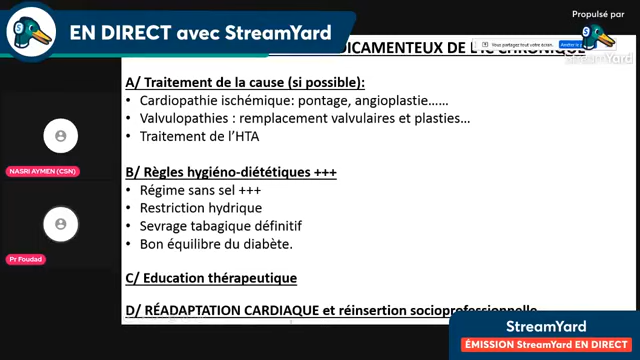 EN DIRECT avec StreamYard
Propulsé par
StreamYard
Vous partagez tout votre écran.
DICAMENTEUX DE L'IC CHRONIQUE
A/ Traitement de la cause (si possible):
• Cardiopathie ischémique: pontage, angioplastie……
• Valvulopathies : remplacement valvulaires et plasties…
• Traitement de l’HTA
B/ Règles hygiéno-diététiques +++
• Régime sans sel +++
• Restriction hydrique
• Sevrage tabagique définitif
• Bon équilibre du diabète.
C/ Education thérapeutique
D/ RÉADAPTATION CARDIAQUE et réinsertion socioprofessionnelle
NASRI AYMEN (CSN)
Pr Foudad
StreamYard
ÉMISSION StreamYard EN DIRECT